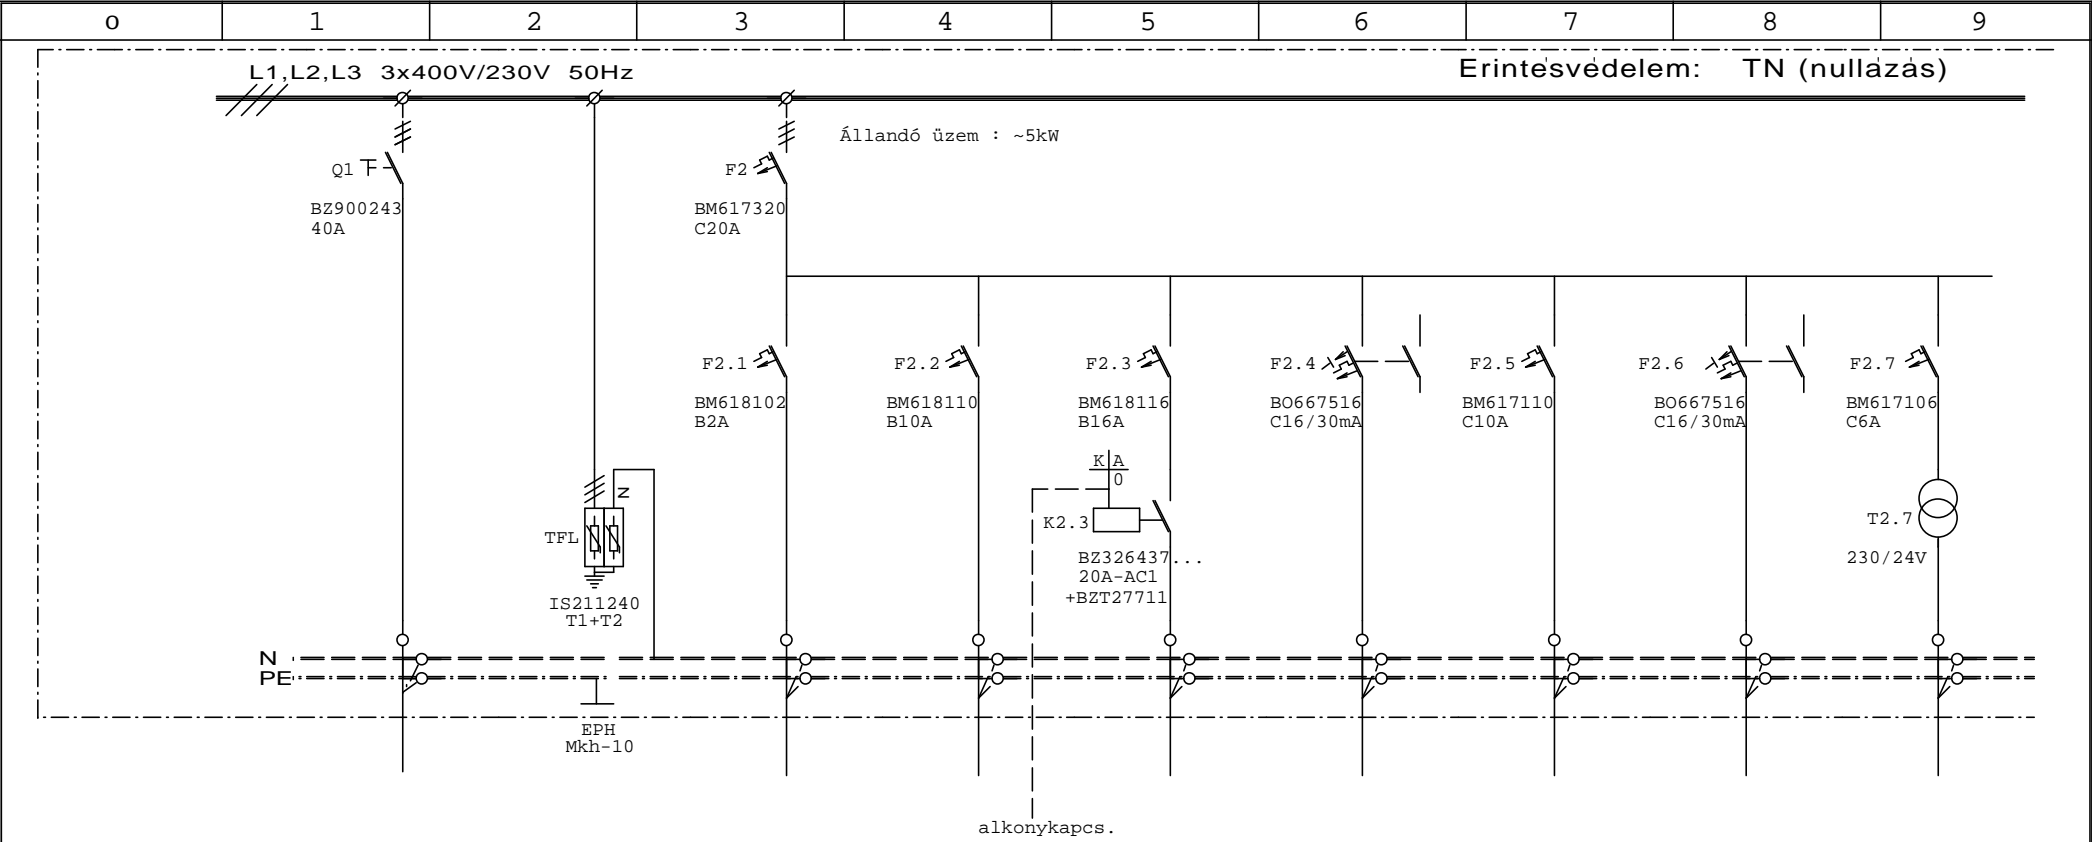 o 1 2 3 4 5 6 7 8 9
L1,L2,L3 3x400V/230V 50Hz
Erintésvédelem: TN (nullázás)
Állandó üzem : ~5kW
Q1
BZ900243
40A
F2
BM617320
C20A
F2.1
BM618102
B2A
F2.2
BM618110
B10A
F2.3
BM618116
B16A
F2.4
BO667516
C16/30mA
F2.5
BM617110
C10A
F2.6
BO667516
C16/30mA
F2.7
BM617106
C6A
K A
0
N
TFL
IS211240
T1+T2
K2.3
BZ326437...
20A-AC1
+BZT27711
T2.7
230/24V
N
PE
EPH
Mkh-10
alkonykapcs.